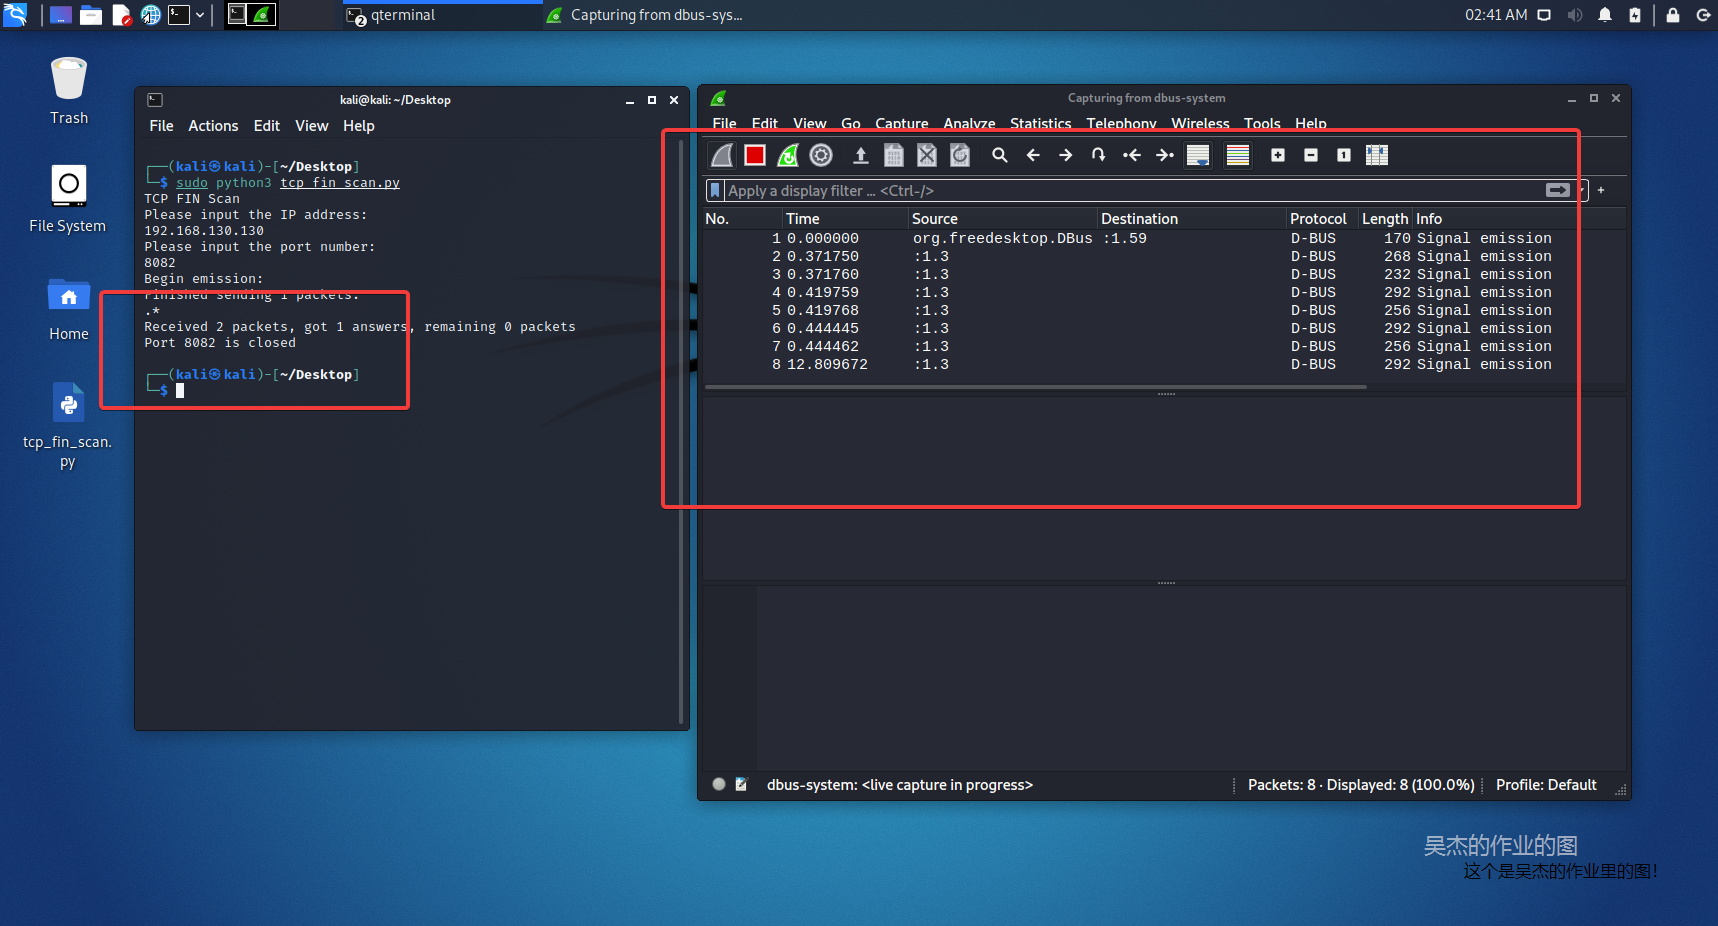 qterminal
Capturing from dbus-sys...
02:41 AM
Trash
File System
Home
tcp_fin_scan.
py
kali@kali: ~/Desktop
File Actions Edit View Help
┌──(kali㉿kali)-[~/Desktop]
└─$ sudo python3 tcp_fin_scan.py
TCP FIN Scan
Please input the IP address:
192.168.130.130
Please input the port number:
8082
Begin emission:
Finished sending 1 packets.
.*
Received 2 packets, got 1 answers, remaining 0 packets
Port 8082 is closed
┌──(kali㉿kali)-[~/Desktop]
└─$
Capturing from dbus-system
File Edit View Go Capture Analyze Statistics Telephony Wireless Tools Help
Apply a display filter ... <Ctrl-/>
No. Time Source Destination Protocol Length Info
1 0.000000 org.freedesktop.DBus :1.59 D-BUS 170 Signal emission
2 0.371750 :1.3 D-BUS 268 Signal emission
3 0.371760 :1.3 D-BUS 232 Signal emission
4 0.419759 :1.3 D-BUS 292 Signal emission
5 0.419768 :1.3 D-BUS 256 Signal emission
6 0.444445 :1.3 D-BUS 292 Signal emission
7 0.444462 :1.3 D-BUS 256 Signal emission
8 12.809672 :1.3 D-BUS 292 Signal emission
dbus-system: <live capture in progress>
Packets: 8 · Displayed: 8 (100.0%)
Profile: Default
吴杰的作业的图
这个是吴杰的作业里的图!